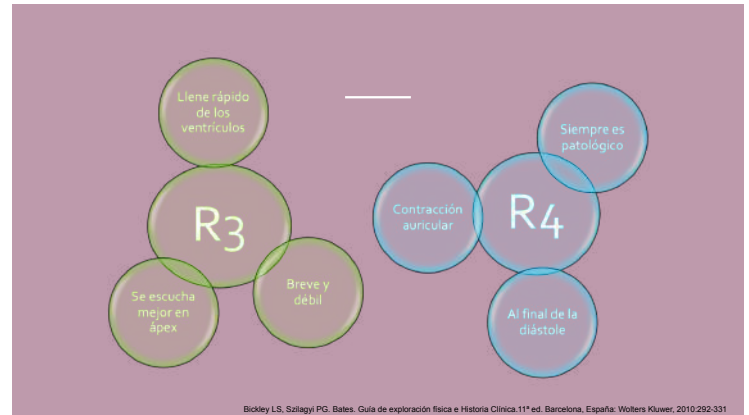 Llene rápido
de los
ventrículos
R3
Se escucha
mejor en
ápex
Breve y
débil
Siempre es
patológico
Contracción
auricular
R4
Al final de la
diástole
Bickley LS, Szilagyi PG. Bates. Guía de exploración física e Historia Clínica.11ª ed. Barcelona, España: Wolters Kluwer, 2010:292-331